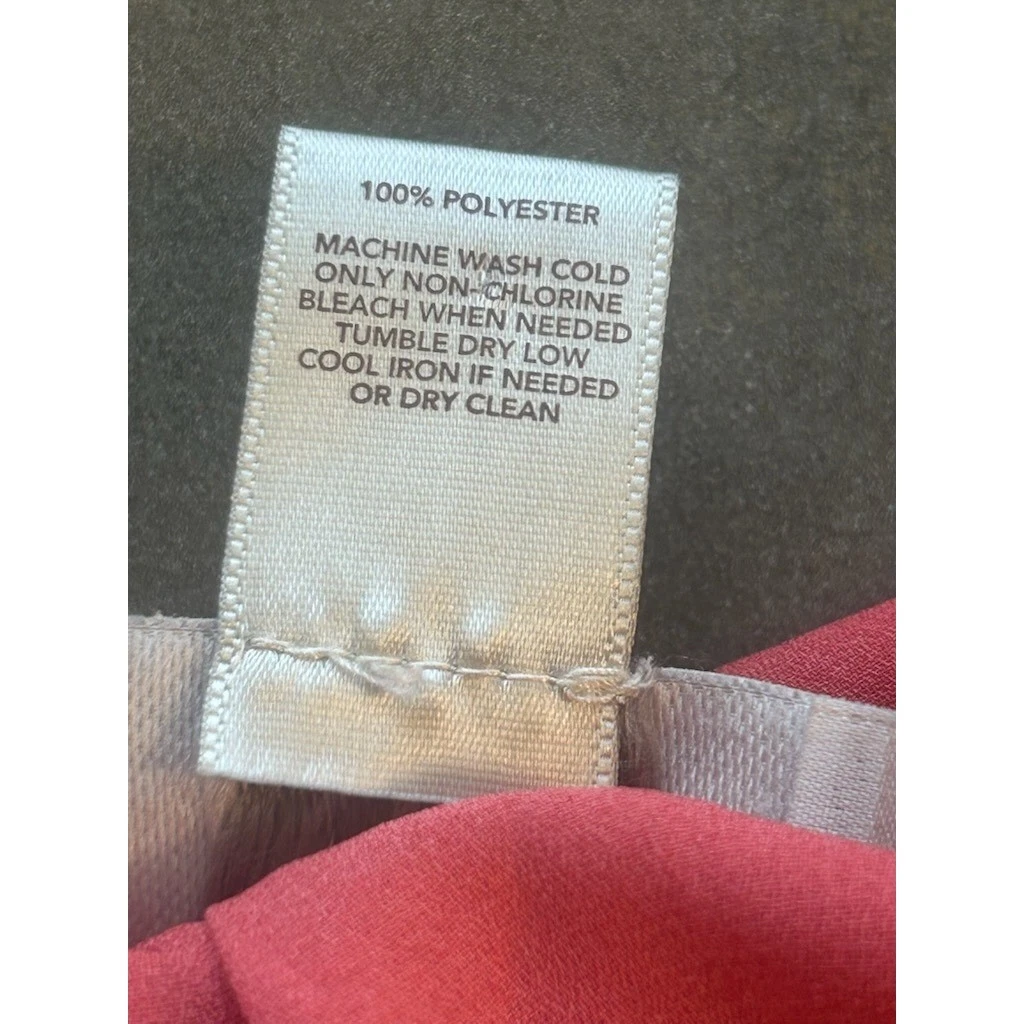 100% POLYESTER
MACHINE WASH COLD
ONLY NON-CHLORINE
BLEACH WHEN NEEDED
TUMBLE DRY LOW
COOL IRON IF NEEDED
OR DRY CLEAN